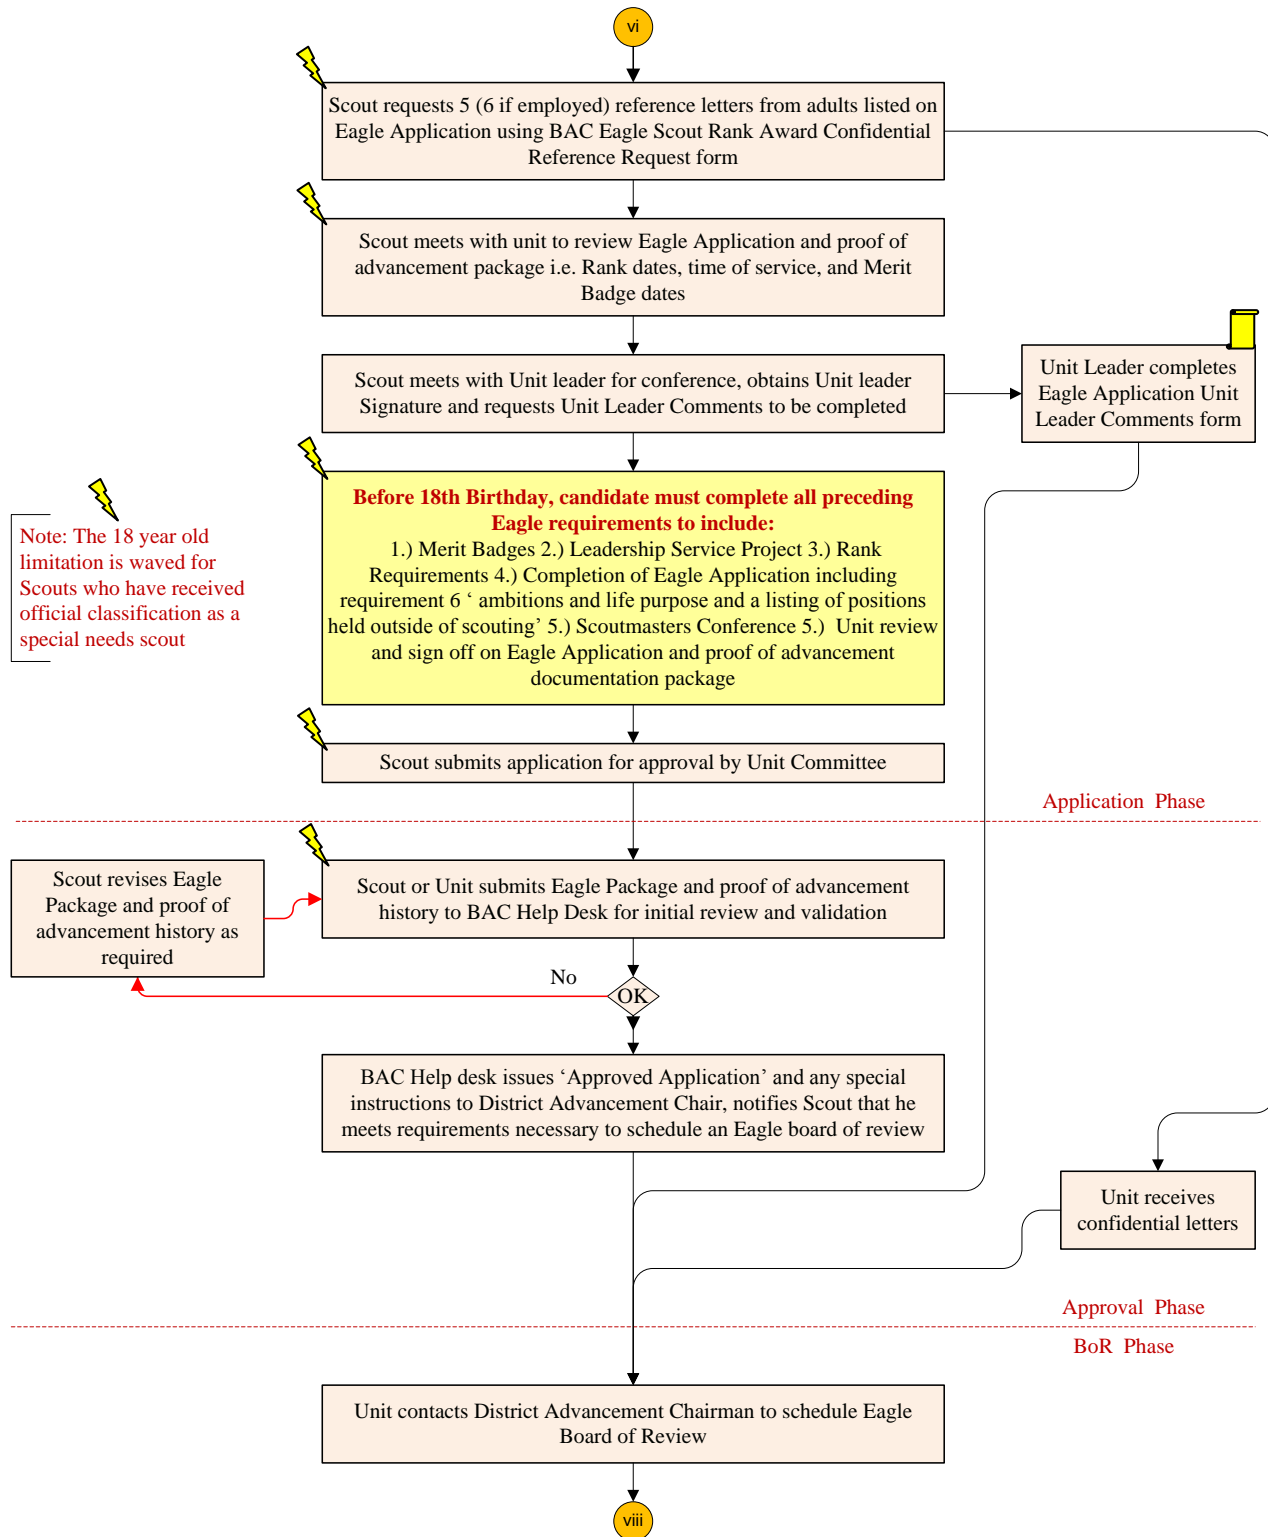 vi
Scout requests 5 (6 if employed) reference letters from adults listed on
Eagle Application using BAC Eagle Scout Rank Award Confidential
Reference Request form
Scout meets with unit to review Eagle Application and proof of
advancement package i.e. Rank dates, time of service, and Merit
Badge dates
Scout meets with Unit leader for conference, obtains Unit leader
Signature and requests Unit Leader Comments to be completed
Unit Leader completes
Eagle Application Unit
Leader Comments form
Before 18th Birthday, candidate must complete all preceding
Eagle requirements to include:
1.) Merit Badges 2.) Leadership Service Project 3.) Rank
Requirements 4.) Completion of Eagle Application including
requirement 6 ‘ ambitions and life purpose and a listing of positions
held outside of scouting’ 5.) Scoutmasters Conference 5.)  Unit review
and sign off on Eagle Application and proof of advancement
documentation package
Note: The 18 year old
limitation is waved for
Scouts who have received
official classification as a
special needs scout
Scout submits application for approval by Unit Committee
Application Phase
Scout revises Eagle
Package and proof of
advancement history as
required
Scout or Unit submits Eagle Package and proof of advancement
history to BAC Help Desk for initial review and validation
No
OK
BAC Help desk issues ‘Approved Application’ and any special
instructions to District Advancement Chair, notifies Scout that he
meets requirements necessary to schedule an Eagle board of review
Unit receives
confidential letters
Approval Phase
BoR Phase
Unit contacts District Advancement Chairman to schedule Eagle
Board of Review
viii